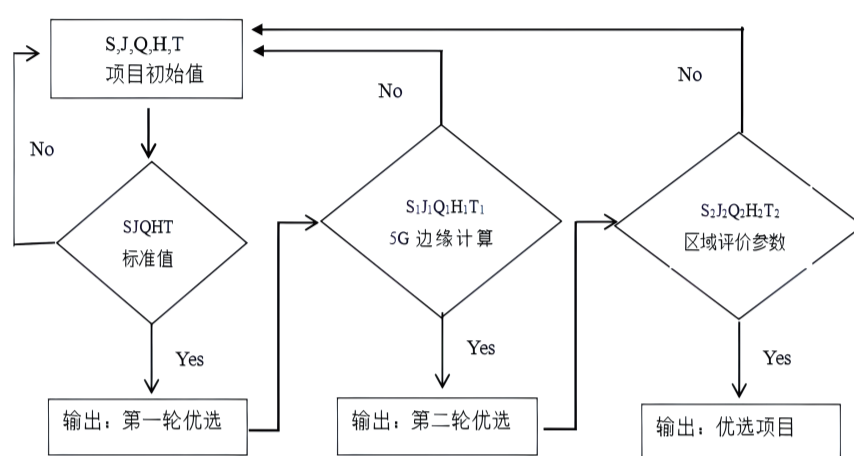 S,J,Q,H,T
项目初始值
No
No
No
SJQHT
标准值
S₁J₁Q₁H₁T₁
5G 边缘计算
S₂J₂Q₂H₂T₂
区域评价参数
Yes
Yes
Yes
输出：第一轮优选
输出：第二轮优选
输出：优选项目